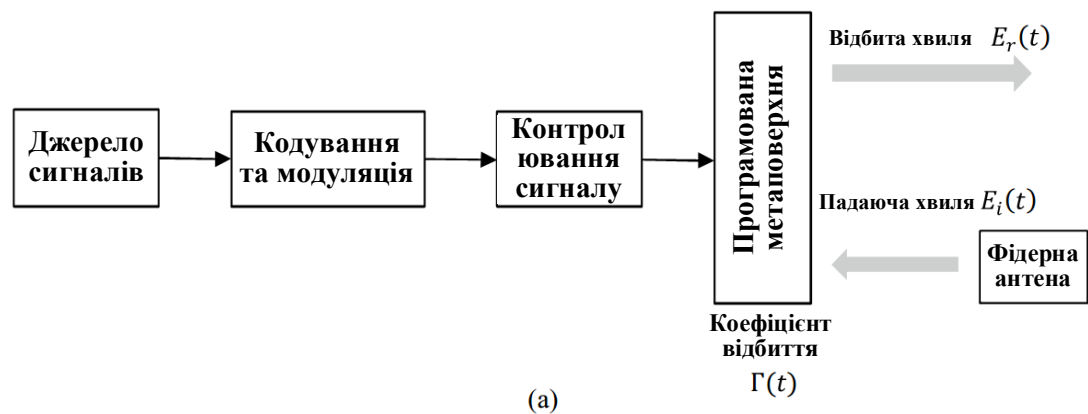 Джерело
сигналів
Кодування
та модуляція
Контрол
ювання
сигналу
Програмована
метаповерхня
Відбита хвиля E_r(t)
Падаюча хвиля E_i(t)
Фідерна
антена
Коефіцієнт
відбиття
Γ(t)
(a)